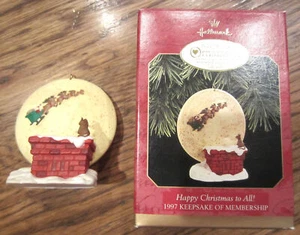 Hallmark
Happy Christmas to All!
1997 KEEPSAKE OF MEMBERSHIP